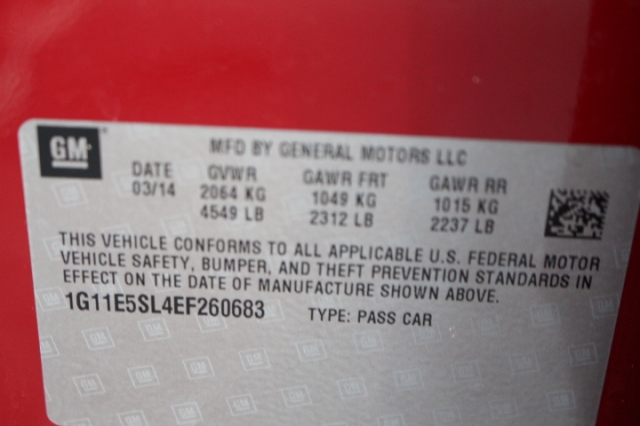 GM
MFD BY GENERAL MOTORS LLC
DATE GVWR GAWR FRT GAWR RR
03/14 2064 KG 1049 KG 1015 KG
4549 LB 2312 LB 2237 LB
THIS VEHICLE CONFORMS TO ALL APPLICABLE U.S. FEDERAL MOTOR
VEHICLE SAFETY, BUMPER, AND THEFT PREVENTION STANDARDS IN
EFFECT ON THE DATE OF MANUFACTURE SHOWN ABOVE.
1G11E5SL4EF260683 TYPE: PASS CAR